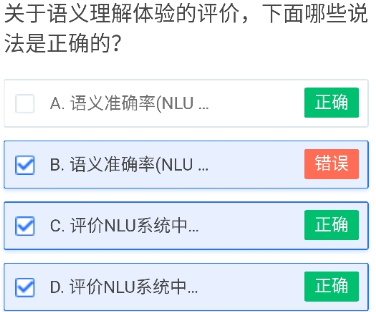 关于语义理解体验的评价，下面哪些说
法是正确的？
A. 语义准确率(NLU ... 正确
B. 语义准确率(NLU ... 错误
C. 评价NLU系统中... 正确
D. 评价NLU系统中... 正确